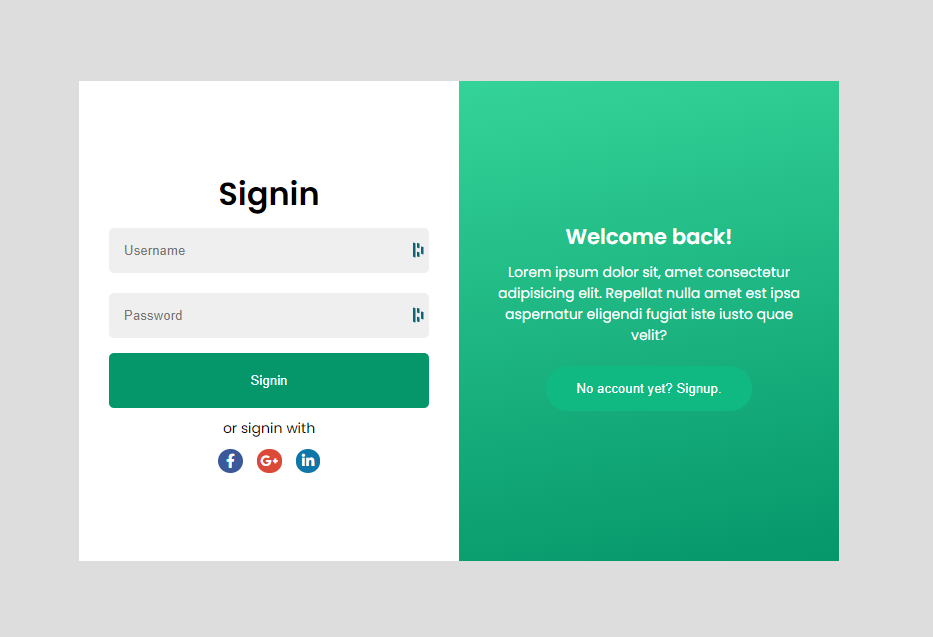 Signin
Username
Password
Signin
or signin with
f
G+
in
Welcome back!
Lorem ipsum dolor sit, amet consectetur
adipisicing elit. Repellat nulla amet est ipsa
aspernatur eligendi fugiat iste iusto quae
velit?
No account yet? Signup.